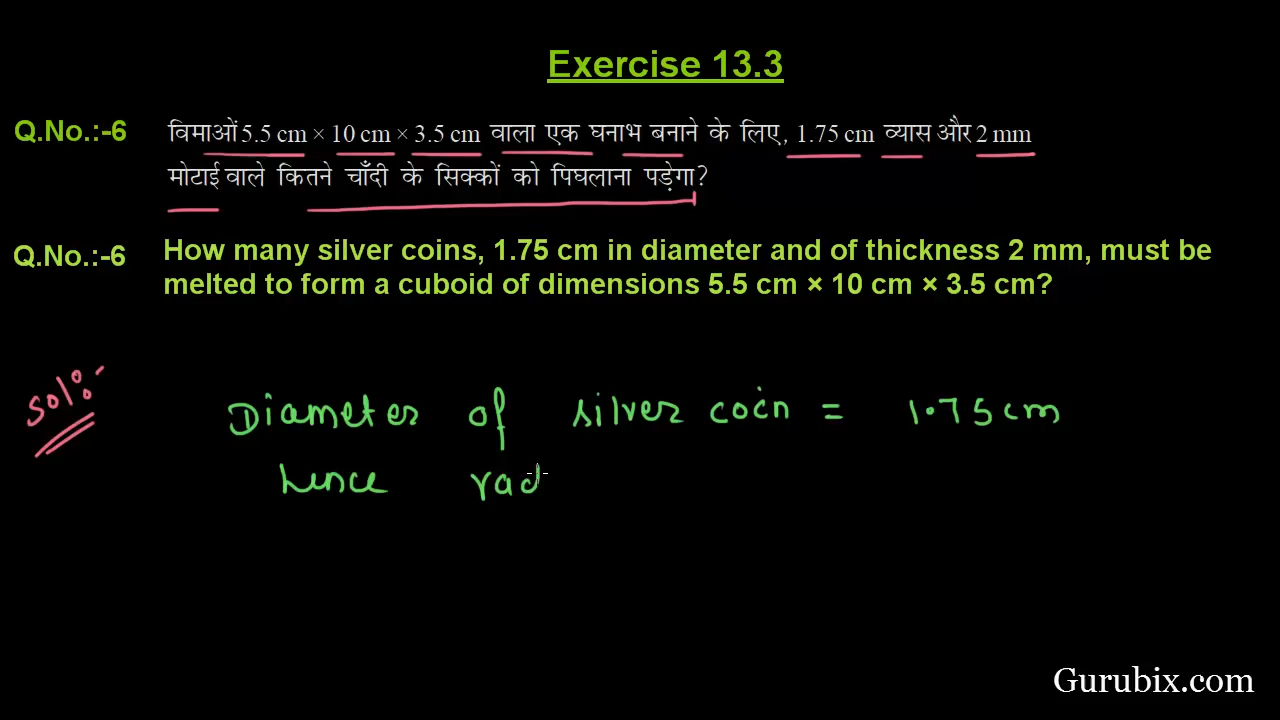 Exercise 13.3
Q.No.:-6 विमाओं 5.5 cm × 10 cm × 3.5 cm वाला एक घनाभ बनाने के लिए, 1.75 cm व्यास और 2 mm
मोटाई वाले कितने चाँदी के सिक्कों को पिघलाना पड़ेगा?
Q.No.:-6 How many silver coins, 1.75 cm in diameter and of thickness 2 mm, must be
melted to form a cuboid of dimensions 5.5 cm × 10 cm × 3.5 cm?
Sol%:- Diameter of silver coin = 1.75 cm
hence rad
Gurubix.com